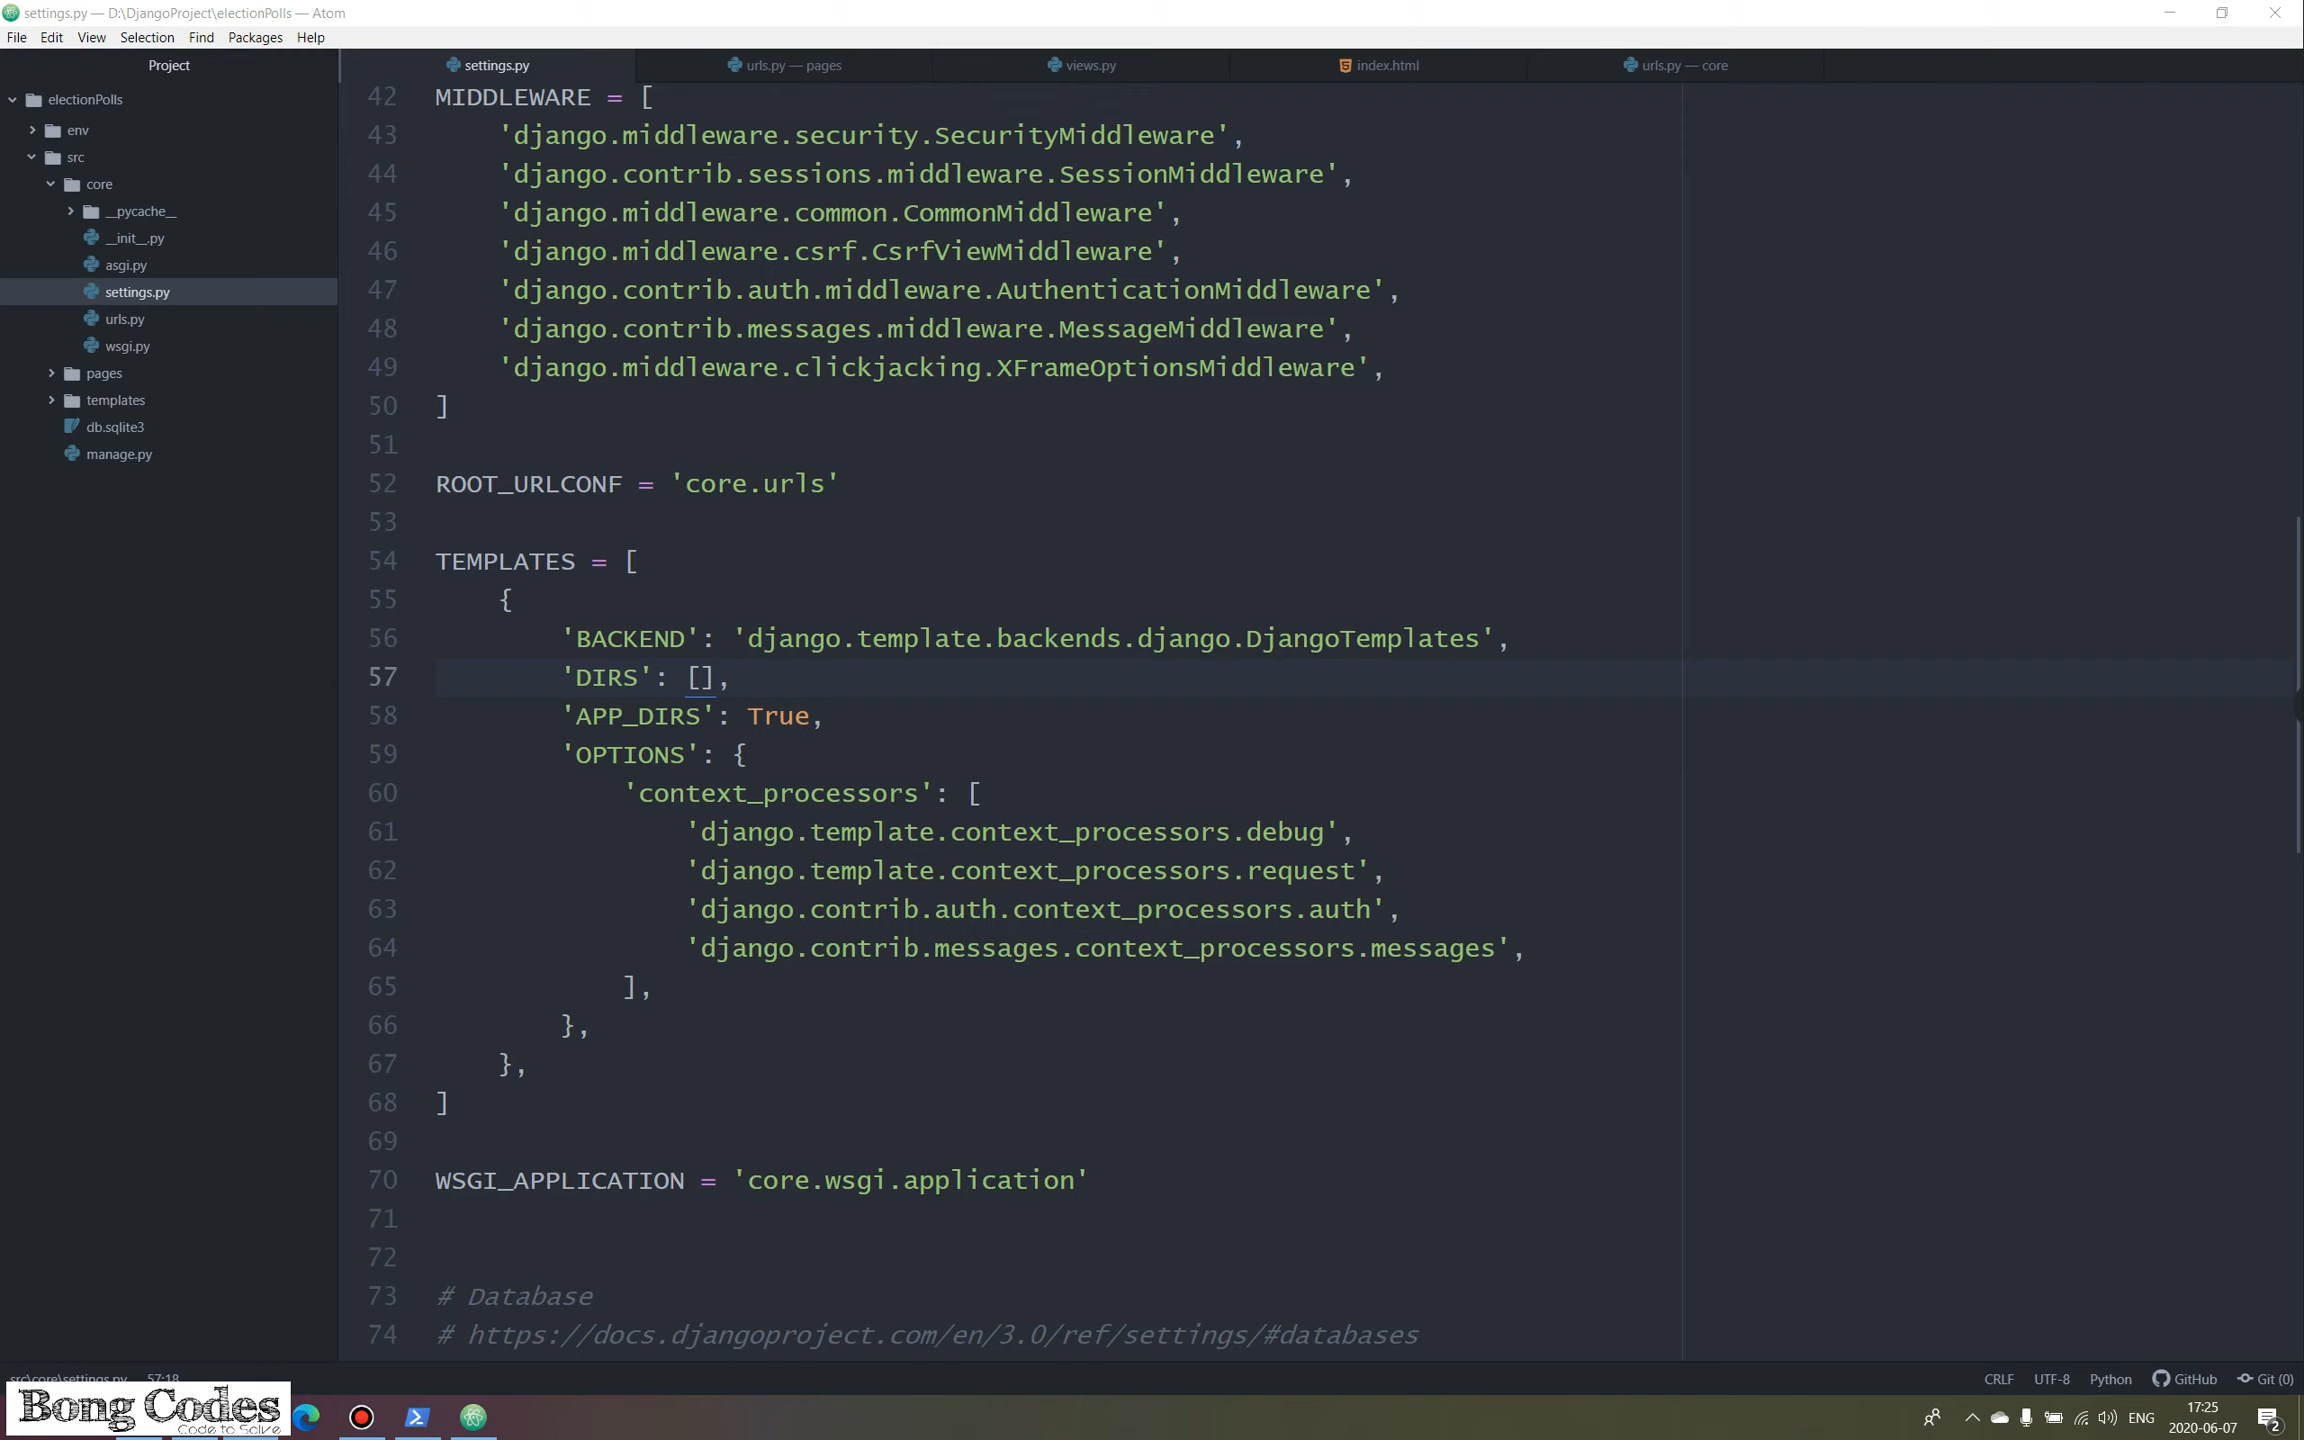 settings.py — D:\DjangoProject\electionPolls — Atom
File Edit View Selection Find Packages Help
Project
settings.py
urls.py — pages
views.py
index.html
urls.py — core
electionPolls
env
src
core
__pycache__
__init__.py
asgi.py
settings.py
urls.py
wsgi.py
pages
templates
db.sqlite3
manage.py
42 MIDDLEWARE = [
43     'django.middleware.security.SecurityMiddleware',
44     'django.contrib.sessions.middleware.SessionMiddleware',
45     'django.middleware.common.CommonMiddleware',
46     'django.middleware.csrf.CsrfViewMiddleware',
47     'django.contrib.auth.middleware.AuthenticationMiddleware',
48     'django.contrib.messages.middleware.MessageMiddleware',
49     'django.middleware.clickjacking.XFrameOptionsMiddleware',
50 ]
51
52 ROOT_URLCONF = 'core.urls'
53
54 TEMPLATES = [
55     {
56         'BACKEND': 'django.template.backends.django.DjangoTemplates',
57         'DIRS': [],
58         'APP_DIRS': True,
59         'OPTIONS': {
60             'context_processors': [
61                 'django.template.context_processors.debug',
62                 'django.template.context_processors.request',
63                 'django.contrib.auth.context_processors.auth',
64                 'django.contrib.messages.context_processors.messages',
65             ],
66         },
67     },
68 ]
69
70 WSGI_APPLICATION = 'core.wsgi.application'
71
72
73 # Database
74 # https://docs.djangoproject.com/en/3.0/ref/settings/#databases
src\core\settings.py 57:18
CRLF UTF-8 Python GitHub Git (0)
Bong Codes
Code to Solve
ENG
17:25
2020-06-07
2